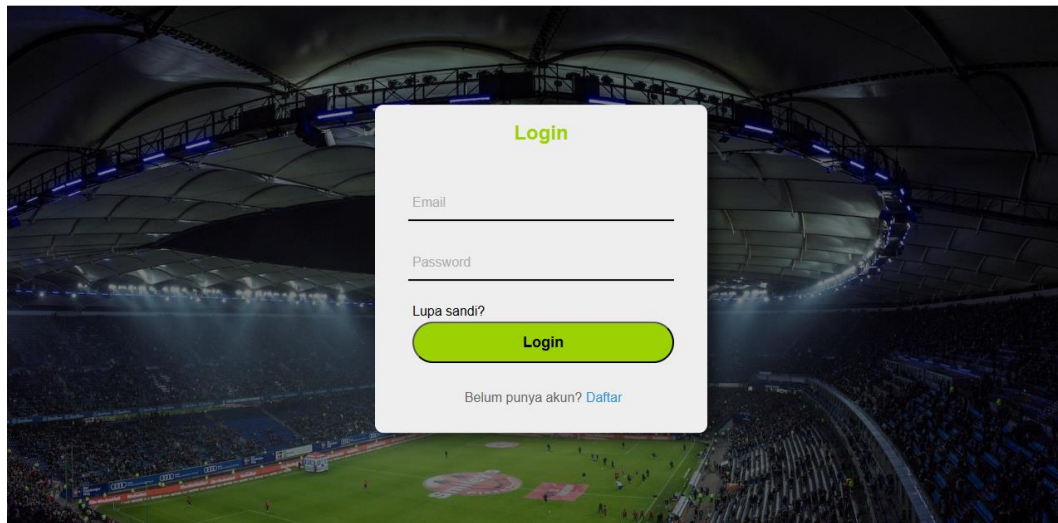 Login
Email
Password
Lupa sandi?
Login
Belum punya akun? Daftar